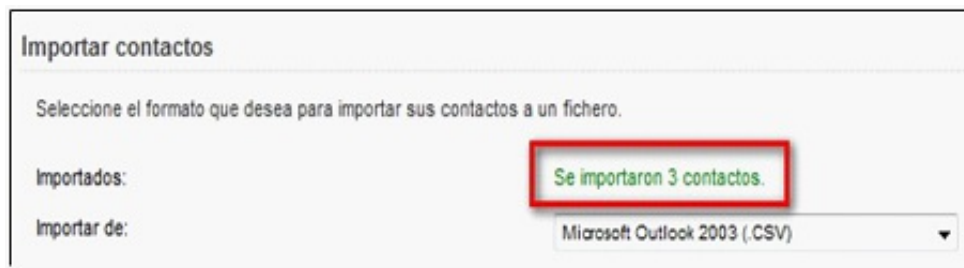 Importar contactos
Seleccione el formato que desea para importar sus contactos a un fichero.
Importados: Se importaron 3 contactos.
Importar de: Microsoft Outlook 2003 (.CSV)